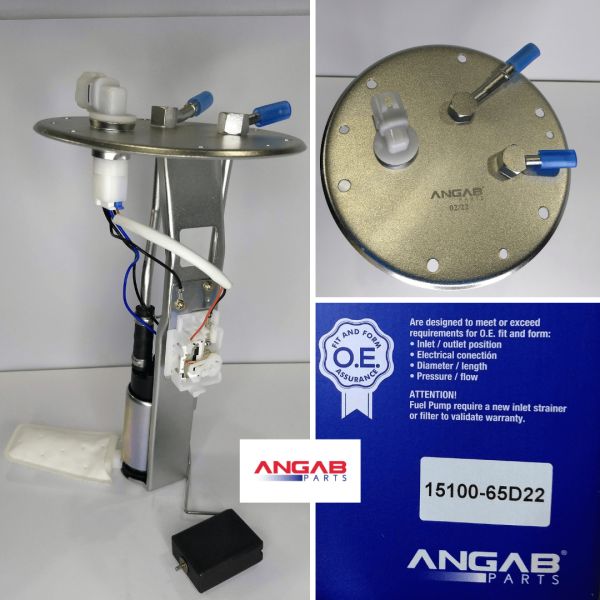 ANGAB
PARTS
02/22
ANGAB
PARTS
FIT AND FORM
O.E.
ASSURANCE
Are designed to meet or exceed
requirements for O.E. fit and form:
• Inlet / outlet position
• Electrical conection
• Diameter / length
• Pressure / flow
ATTENTION!
Fuel Pump require a new inlet strainer
or filter to validate warranty.
15100-65D22
ANGAB®
PARTS